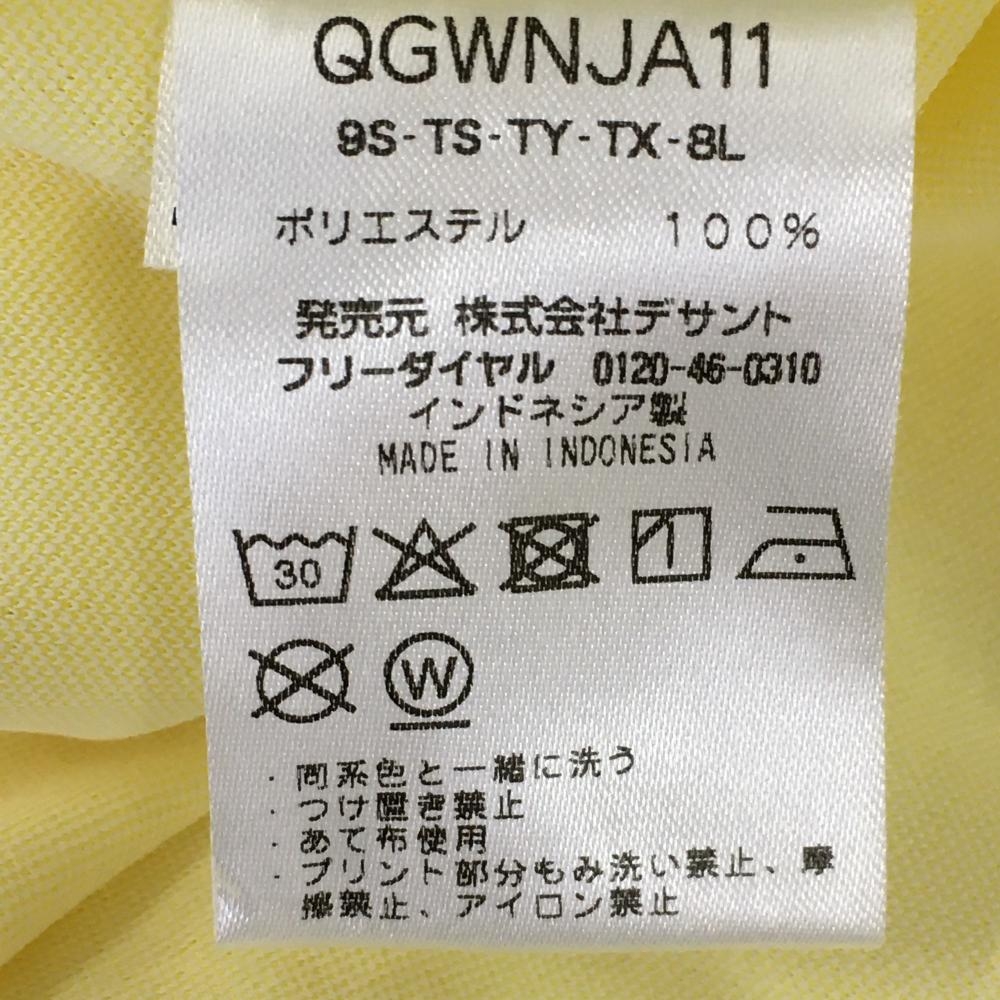 QGWNJA11
9S-TS-TY-TX-8L
ポリエステル 100%
発売元 株式会社デサント
フリーダイヤル 0120-46-0310
インドネシア製
MADE IN INDONESIA
30
W
・同系色と一緒に洗う
・つけ置き禁止
・あて布使用
・プリント部分もみ洗い禁止、摩
擦禁止、アイロン禁止